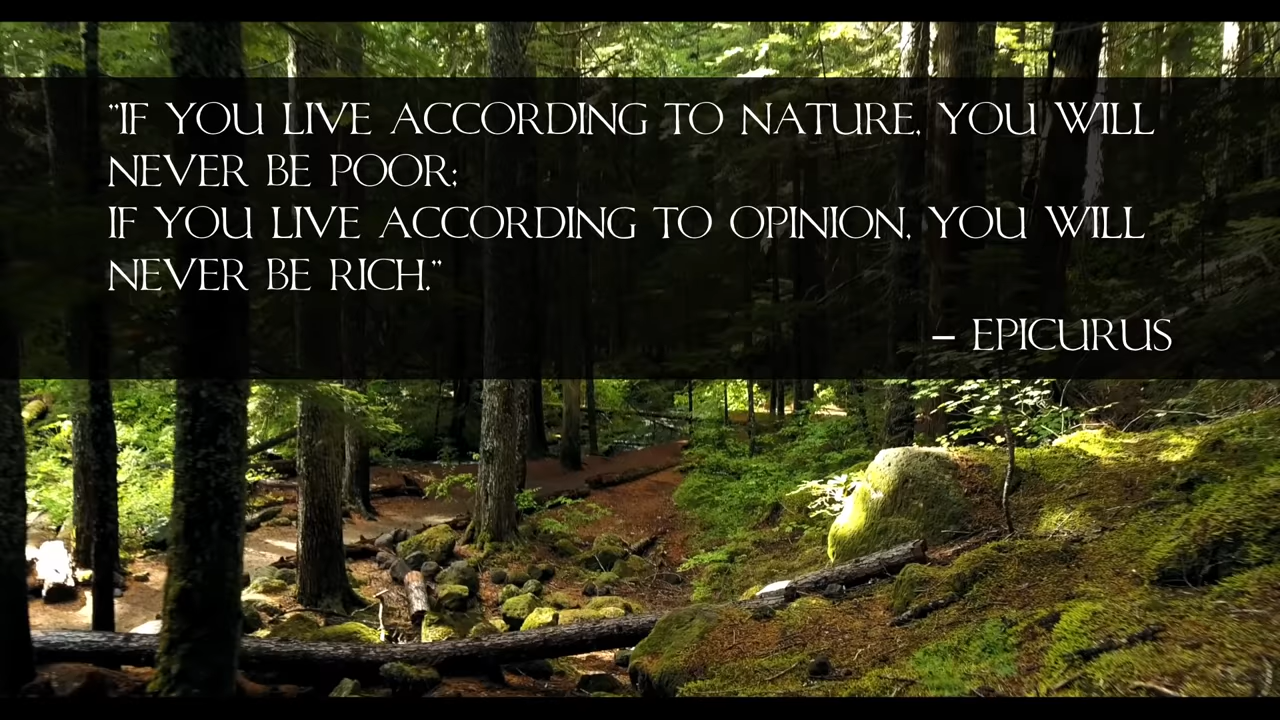 "IF YOU LIVE ACCORDING TO NATURE, YOU WILL
NEVER BE POOR;
IF YOU LIVE ACCORDING TO OPINION, YOU WILL
NEVER BE RICH."
– EPICURUS